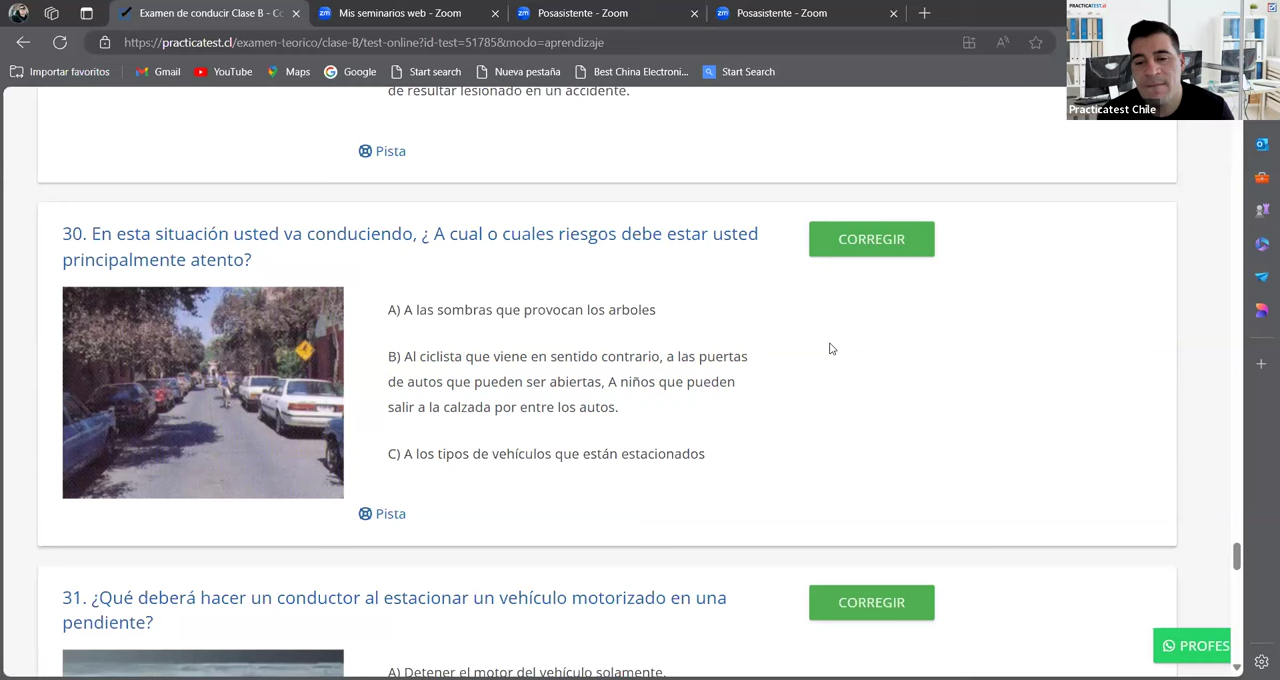 Examen de conducir Clase B - Cc
Mis seminarios web - Zoom
Posasistente - Zoom
Posasistente - Zoom
https://practicatest.cl/examen-teorico/clase-B/test-online?id-test=51785&modo=aprendizaje
Importar favoritos
Gmail
YouTube
Maps
Google
Start search
Nueva pestaña
Best China Electroni...
Start Search
PRACTICATEST.cl
Practicatest Chile
de resultar lesionado en un accidente.
Pista
30. En esta situación usted va conduciendo, ¿ A cual o cuales riesgos debe estar usted
principalmente atento?
CORREGIR
A) A las sombras que provocan los arboles
B) Al ciclista que viene en sentido contrario, a las puertas
de autos que pueden ser abiertas, A niños que pueden
salir a la calzada por entre los autos.
C) A los tipos de vehículos que están estacionados
Pista
31. ¿Qué deberá hacer un conductor al estacionar un vehículo motorizado en una
pendiente?
CORREGIR
A) Detener el motor del vehículo solamente.
PROFES